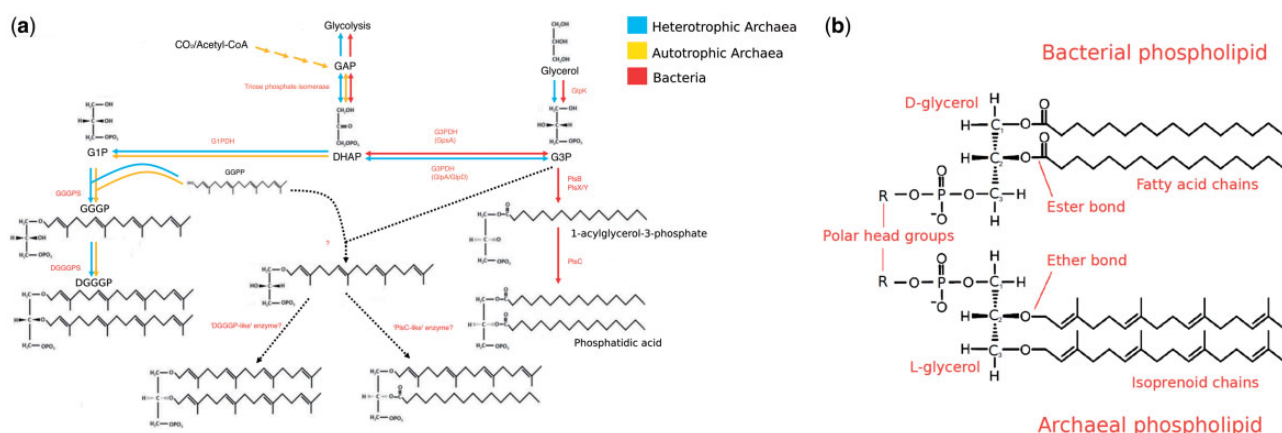 (a)
Glycolysis
CO₂/Acetyl-CoA
GAP
Triose phosphate isomerase
Glycerol
GlpK
Heterotrophic Archaea
Autotrophic Archaea
Bacteria
G1P
G1PDH
DHAP
G3PDH
(GpsA)
G3PDH
(GlpA/GlpD)
G3P
GGPP
GGGPS
GGGP
PlsB
PlsX/Y
1-acylglycerol-3-phosphate
?
DGGGPS
DGGGP
PlsC
'DGGGP-like' enzyme?
'PlsC-like' enzyme?
Phosphatidic acid
(b)
Bacterial phospholipid
D-glycerol
Fatty acid chains
Ester bond
Polar head groups
Ether bond
L-glycerol
Isoprenoid chains
Archaeal phospholipid